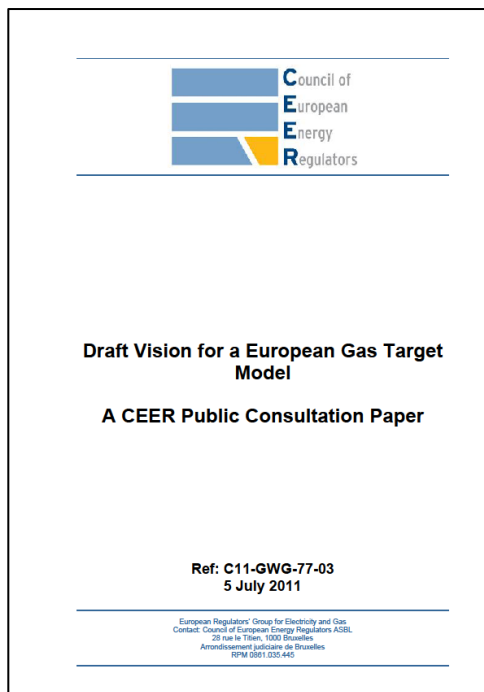 Council of
European
Energy
Regulators
Draft Vision for a European Gas Target
Model
A CEER Public Consultation Paper
Ref: C11-GWG-77-03
5 July 2011
European Regulators' Group for Electricity and Gas
Contact: Council of European Energy Regulators ASBL
28 rue le Titien, 1000 Bruxelles
Arrondissement judiciaire de Bruxelles
RPM 0861.035.445